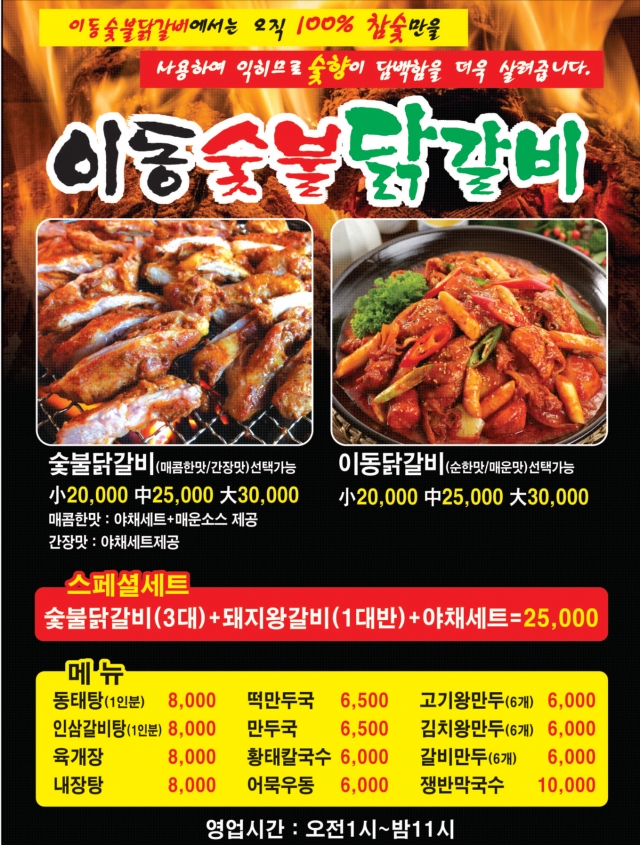 이동숯불닭갈비에서는 오직 100% 참숯만을
사용하여 익히므로 숯향이 담백함을 더욱 살려줍니다.
이동숯불닭갈비
숯불닭갈비(매콤한맛/간장맛)선택가능
小20,000 中25,000 大30,000
매콤한맛 : 야채세트+매운소스 제공
간장맛 : 야채세트제공
이동닭갈비(순한맛/매운맛)선택가능
小20,000 中25,000 大30,000
스페셜세트
숯불닭갈비(3대)+돼지왕갈비(1대반)+야채세트=25,000
메뉴
동태탕(1인분) 8,000 떡만두국 6,500 고기왕만두(6개) 6,000
인삼갈비탕(1인분) 8,000 만두국 6,500 김치왕만두(6개) 6,000
육개장 8,000 황태칼국수 6,000 갈비만두(6개) 6,000
내장탕 8,000 어묵우동 6,000 쟁반막국수 10,000
영업시간 : 오전1시~밤11시